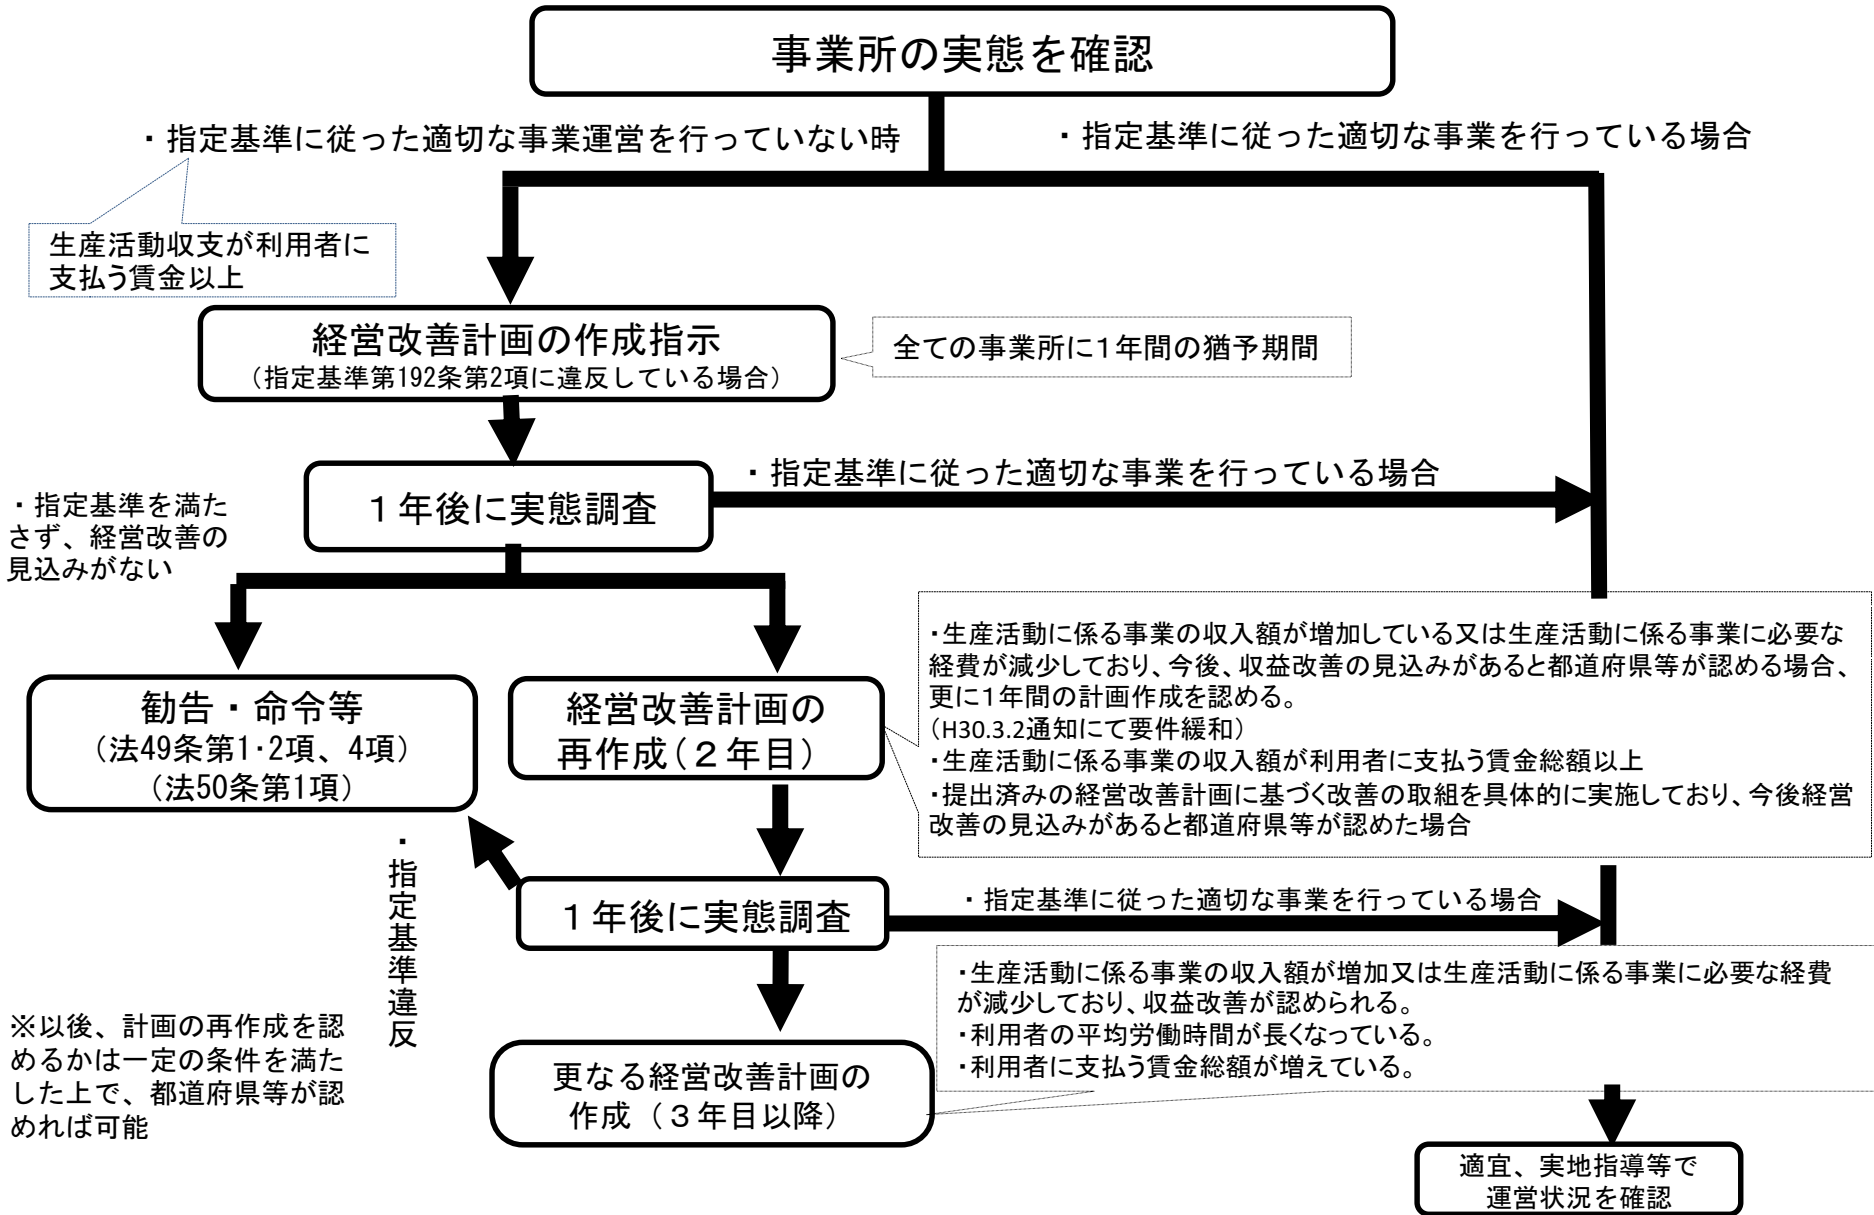 事業所の実態を確認
・指定基準に従った適切な事業運営を行っていない時
・指定基準に従った適切な事業を行っている場合
生産活動収支が利用者に
支払う賃金以上
経営改善計画の作成指示
（指定基準第192条第2項に違反している場合）
全ての事業所に1年間の猶予期間
１年後に実態調査
・指定基準に従った適切な事業を行っている場合
・指定基準を満た
さず、経営改善の
見込みがない
勧告・命令等
（法49条第1･2項、4項）
（法50条第1項）
経営改善計画の
再作成（２年目）
・生産活動に係る事業の収入額が増加している又は生産活動に係る事業に必要な
経費が減少しており、今後、収益改善の見込みがあると都道府県等が認める場合、
更に１年間の計画作成を認める。
（H30.3.2通知にて要件緩和）
・生産活動に係る事業の収入額が利用者に支払う賃金総額以上
・提出済みの経営改善計画に基づく改善の取組を具体的に実施しており、今後経営
改善の見込みがあると都道府県等が認めた場合
・指定基準違反
１年後に実態調査
・指定基準に従った適切な事業を行っている場合
・生産活動に係る事業の収入額が増加又は生産活動に係る事業に必要な経費
が減少しており、収益改善が認められる。
・利用者の平均労働時間が長くなっている。
・利用者に支払う賃金総額が増えている。
※以後、計画の再作成を認
めるかは一定の条件を満た
した上で、都道府県等が認
めれば可能
更なる経営改善計画の
作成（３年目以降）
適宜、実地指導等で
運営状況を確認